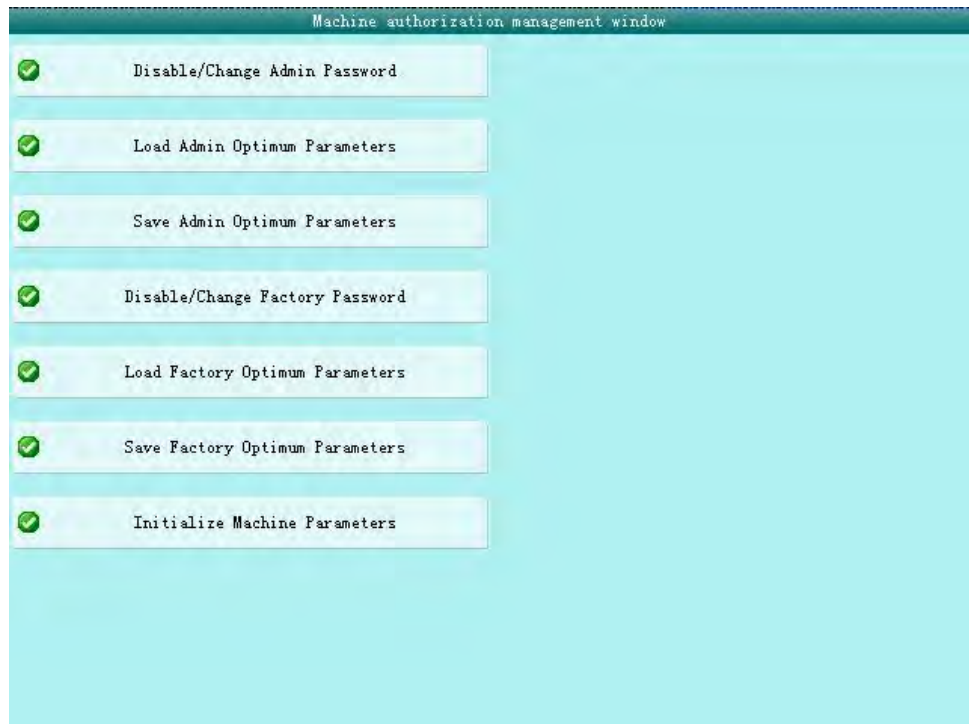 Machine authorization management window
Disable/Change Admin Password
Load Admin Optimum Parameters
Save Admin Optimum Parameters
Disable/Change Factory Password
Load Factory Optimum Parameters
Save Factory Optimum Parameters
Initialize Machine Parameters